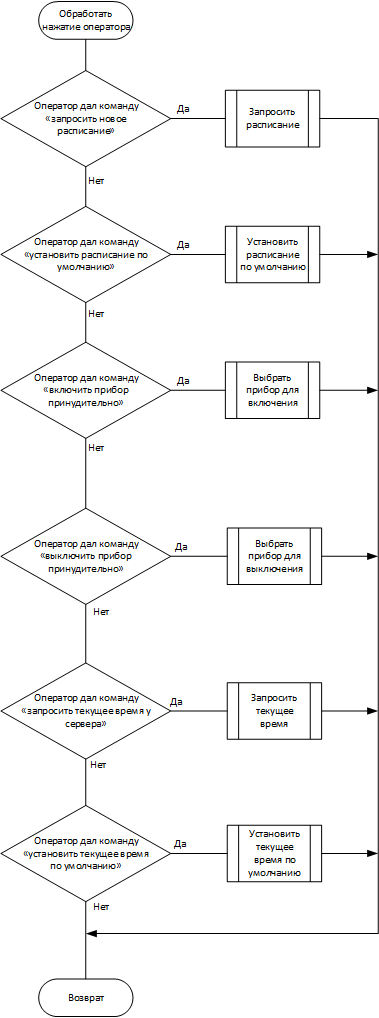 Обработать
нажатие оператора
Оператор дал команду
«запросить новое
расписание»
Да
Запросить
расписание
Нет
Оператор дал команду
«установить расписание по
умолчанию»
Да
Установить
расписание
по умолчанию
Нет
Оператор дал команду
«включить прибор
принудительно»
Да
Выбрать
прибор для
включения
Нет
Оператор дал команду
«выключить прибор
принудительно»
Да
Выбрать
прибор для
выключения
Нет
Оператор дал команду
«запросить текущее время у
сервера»
Да
Запросить
текущее
время
Нет
Оператор дал команду
«установить текущее время
по умолчанию»
Да
Установить
текущее
время по
умолчанию
Нет
Возврат